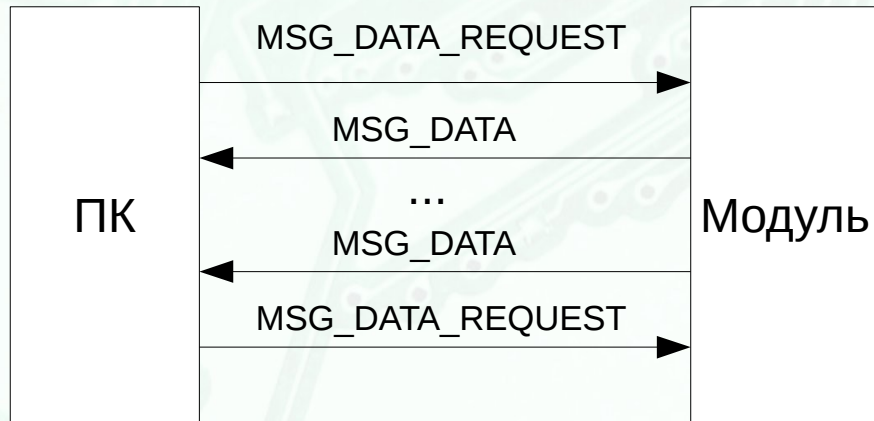 MSG_DATA_REQUEST
MSG_DATA
...
ПК
Модуль
MSG_DATA
MSG_DATA_REQUEST